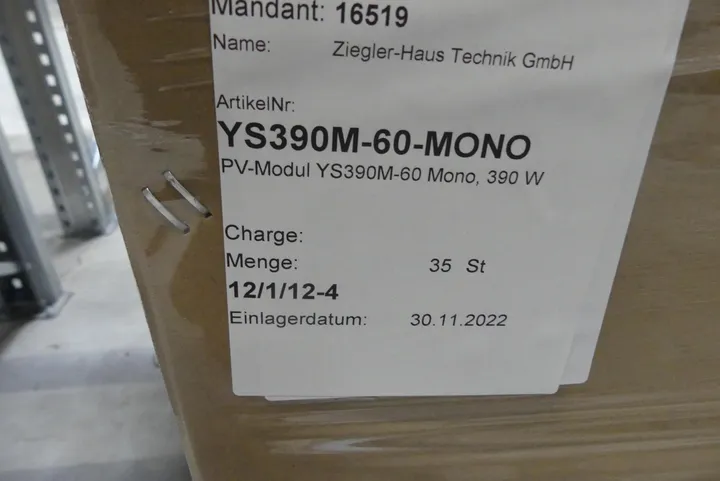 Mandant: 16519
Name: Ziegler-Haus Technik GmbH
ArtikelNr:
YS390M-60-MONO
PV-Modul YS390M-60 Mono, 390 W
Charge:
Menge: 35 St
12/1/12-4
Einlagerdatum: 30.11.2022